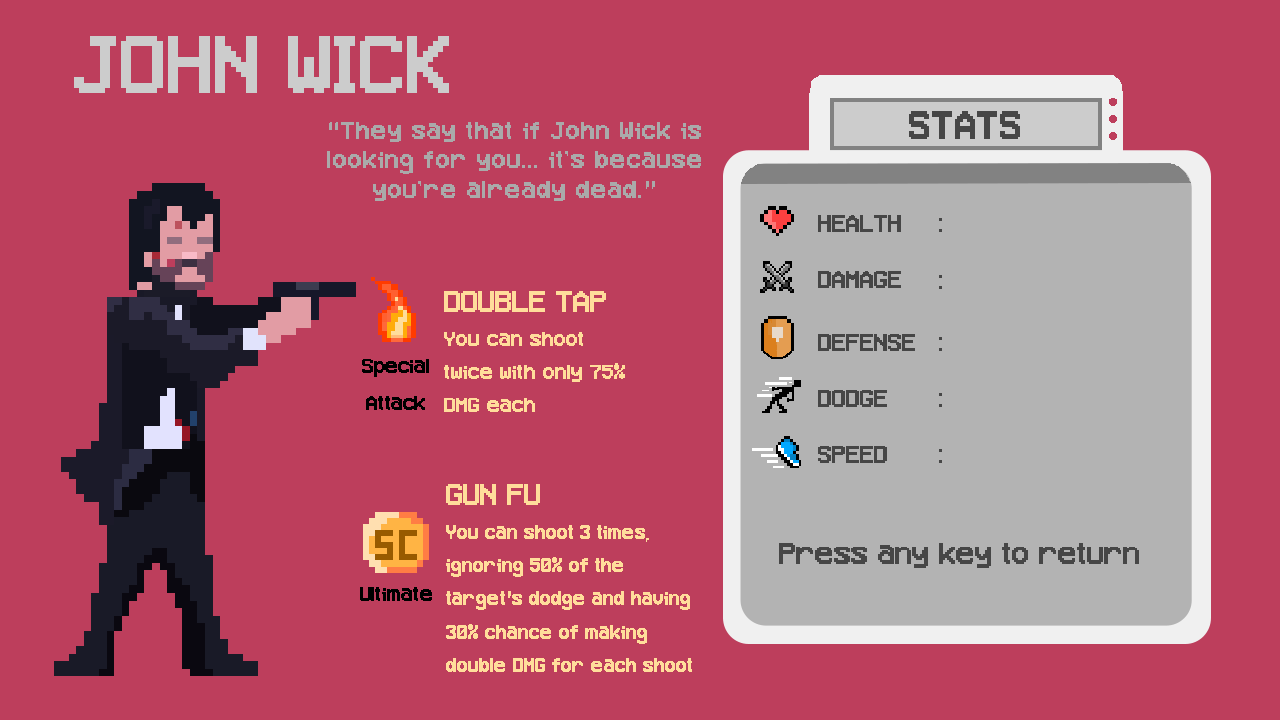 JOHN WICK
"They say that if John Wick is
looking for you... it's because
you're already dead."
DOUBLE TAP
You can shoot
twice with only 75%
DMG each
Special
Attack
GUN FU
You can shoot 3 times,
ignoring 50% of the
target's dodge and having
30% chance of making
double DMG for each shoot
SC
Ultimate
STATS
HEALTH :
DAMAGE :
DEFENSE :
DODGE :
SPEED :
Press any key to return